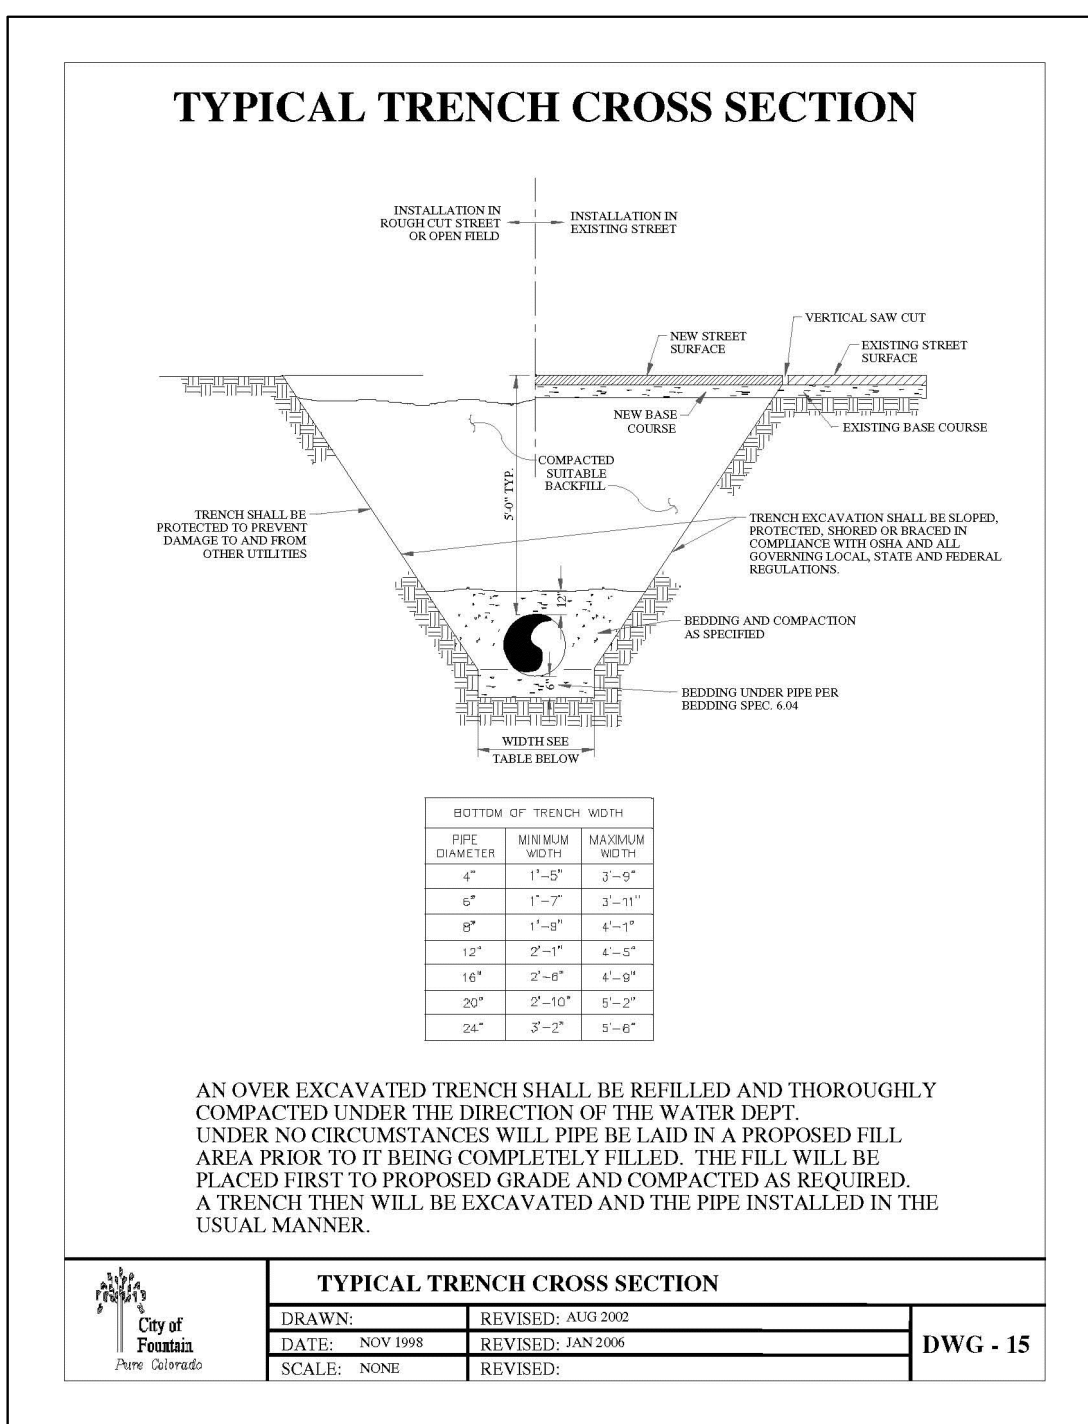 TYPICAL TRENCH CROSS SECTION
INSTALLATION IN
ROUGH CUT STREET
OR OPEN FIELD
INSTALLATION IN
EXISTING STREET
VERTICAL SAW CUT
NEW STREET
SURFACE
EXISTING STREET
SURFACE
NEW BASE
COURSE
EXISTING BASE COURSE
COMPACTED
SUITABLE
BACKFILL
5'-0" TYP.
TRENCH SHALL BE
PROTECTED TO PREVENT
DAMAGE TO AND FROM
OTHER UTILITIES
TRENCH EXCAVATION SHALL BE SLOPED,
PROTECTED, SHORED OR BRACED IN
COMPLIANCE WITH OSHA AND ALL
GOVERNING LOCAL, STATE AND FEDERAL
REGULATIONS.
12"
BEDDING AND COMPACTION
AS SPECIFIED
6"
BEDDING UNDER PIPE PER
BEDDING SPEC. 6.04
WIDTH SEE
TABLE BELOW
BOTTOM OF TRENCH WIDTH
PIPE DIAMETER MINIMUM WIDTH MAXIMUM WIDTH
4" 1'-5" 3'-9"
6" 1'-7" 3'-11"
8" 1'-9" 4'-1"
12" 2'-1" 4'-5"
16" 2'-6" 4'-9"
20" 2'-10" 5'-2"
24" 3'-2" 5'-6"
AN OVER EXCAVATED TRENCH SHALL BE REFILLED AND THOROUGHLY
COMPACTED UNDER THE DIRECTION OF THE WATER DEPT.
UNDER NO CIRCUMSTANCES WILL PIPE BE LAID IN A PROPOSED FILL
AREA PRIOR TO IT BEING COMPLETELY FILLED. THE FILL WILL BE
PLACED FIRST TO PROPOSED GRADE AND COMPACTED AS REQUIRED.
A TRENCH THEN WILL BE EXCAVATED AND THE PIPE INSTALLED IN THE
USUAL MANNER.
City of
Fountain
Pure Colorado
TYPICAL TRENCH CROSS SECTION
DRAWN: REVISED: AUG 2002
DATE: NOV 1998 REVISED: JAN 2006
SCALE: NONE REVISED:
DWG - 15